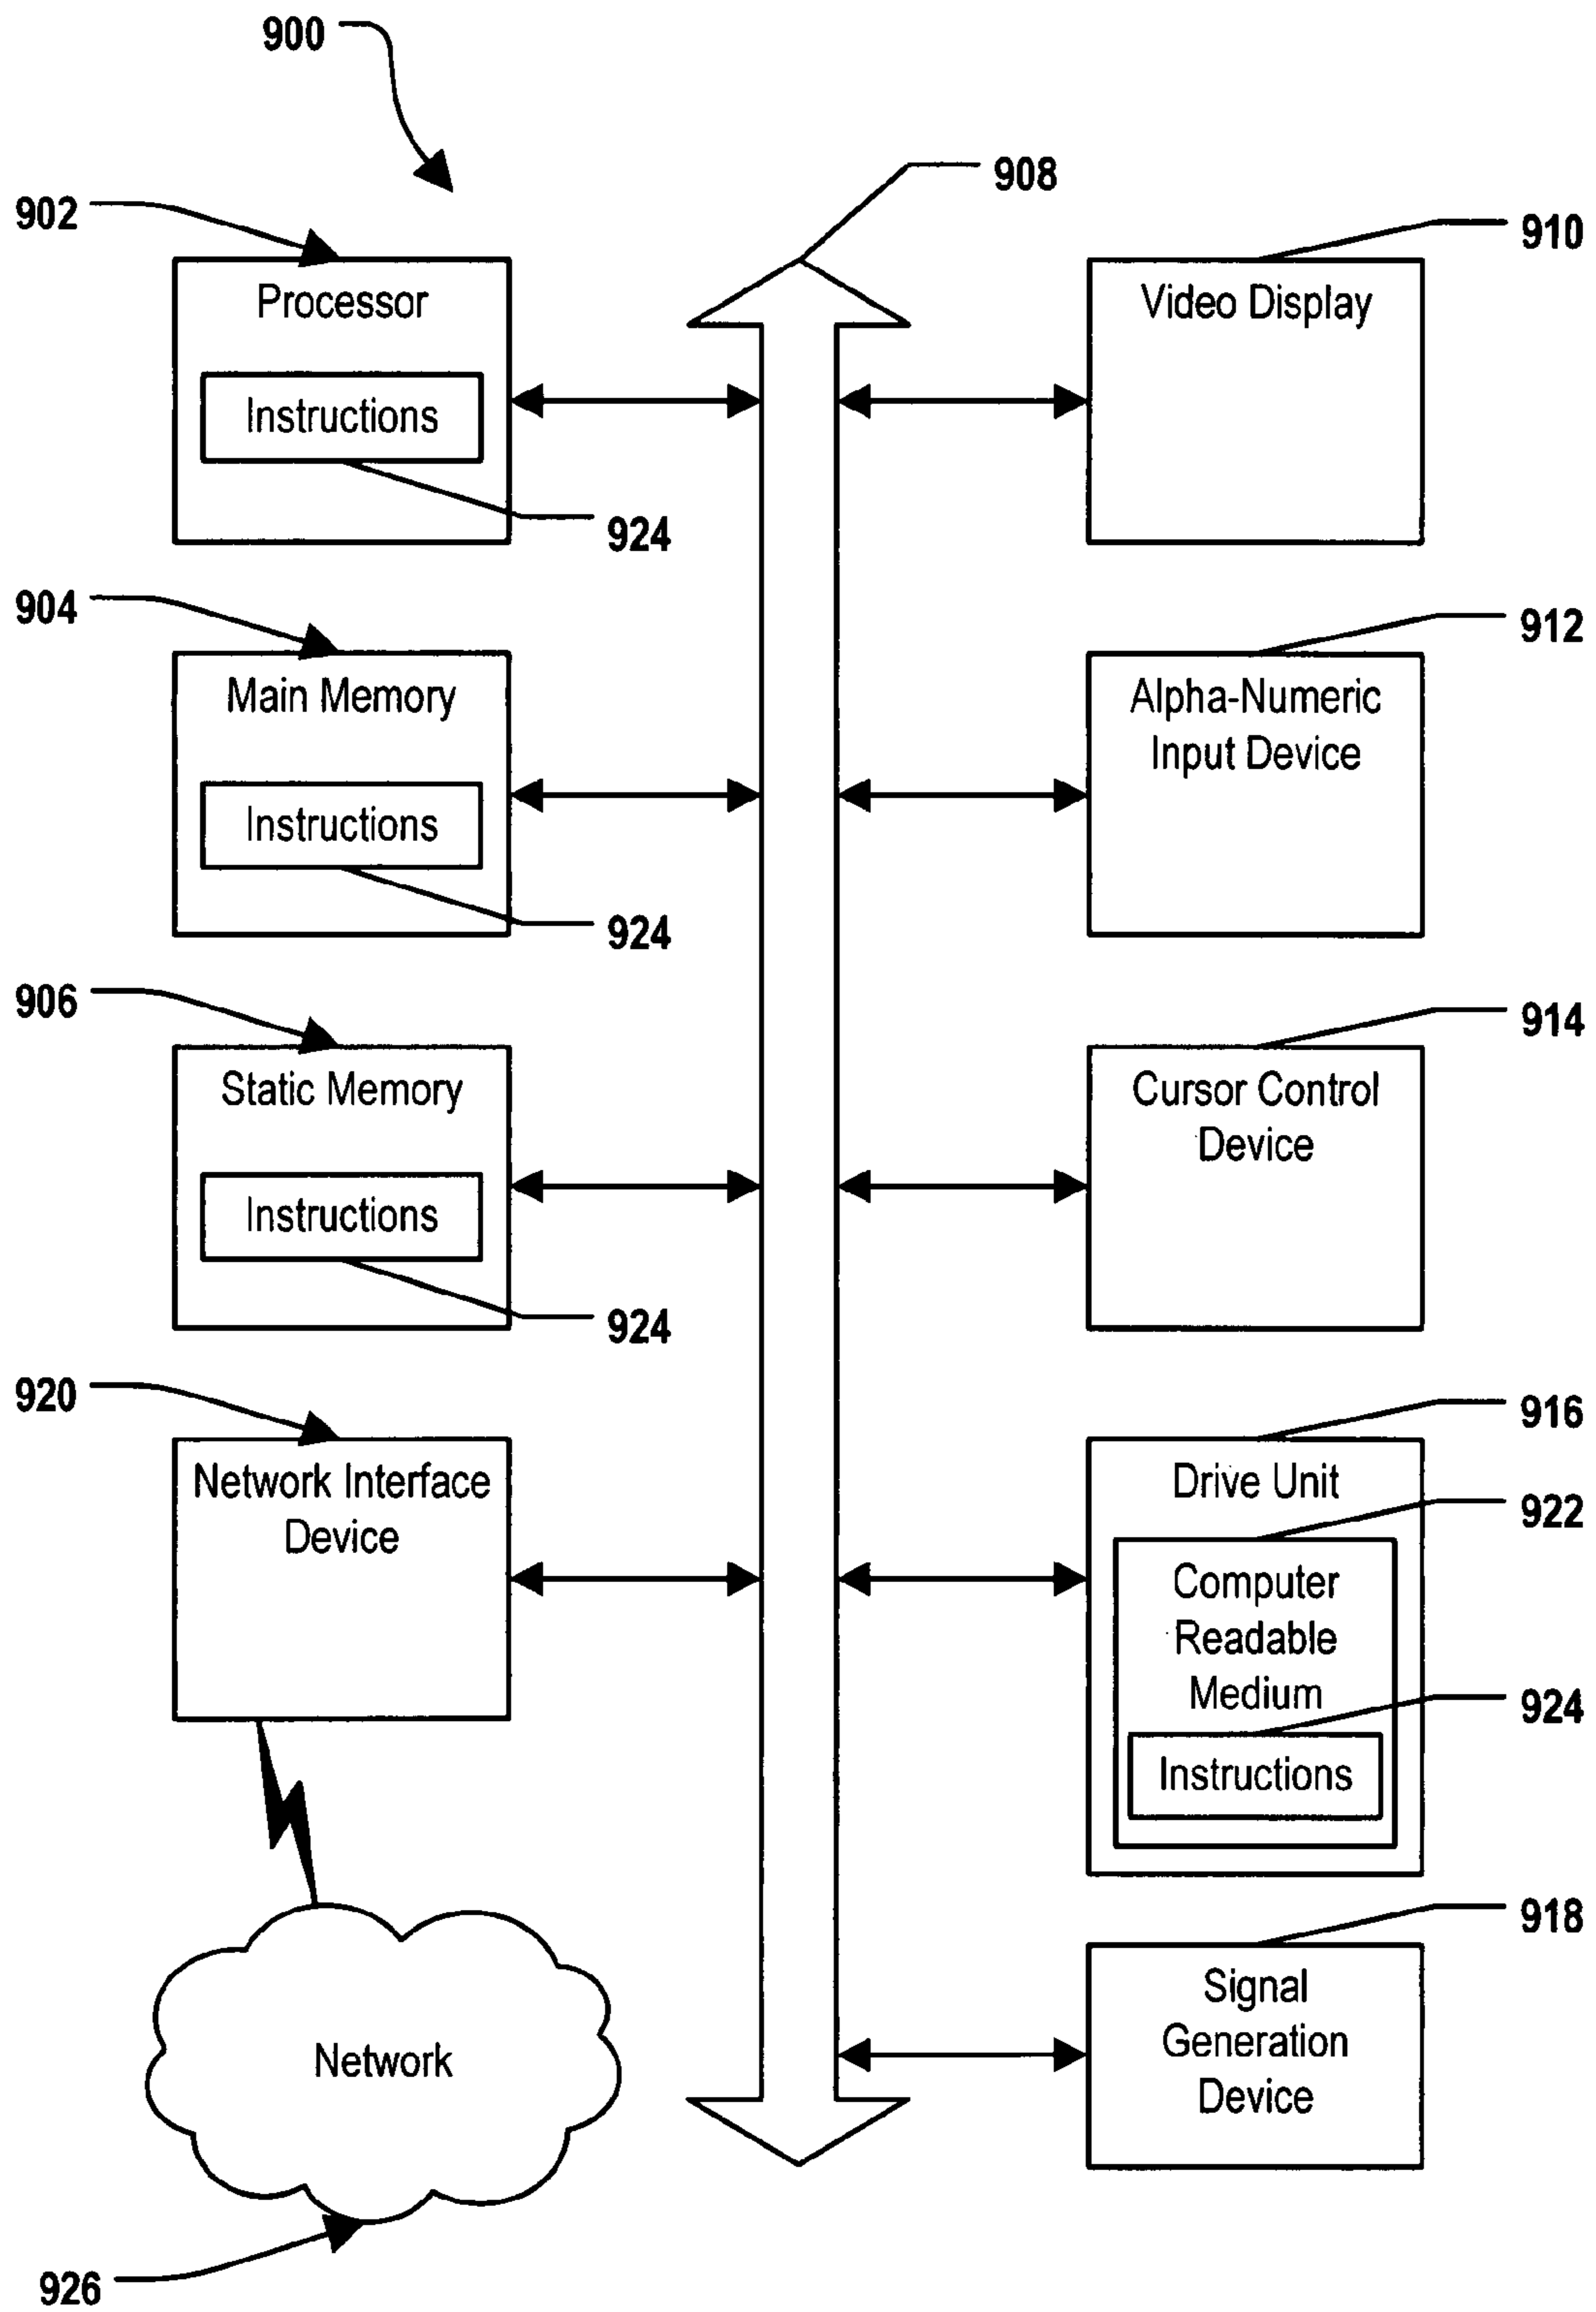 900
908
902
910
Processor
Video Display
Instructions
924
904
912
Main Memory
Alpha-Numeric
Input Device
Instructions
924
906
914
Static Memory
Cursor Control
Device
Instructions
924
920
916
Network Interface
Device
Drive Unit
922
Computer
Readable
Medium
924
Instructions
918
Signal
Generation
Device
Network
926